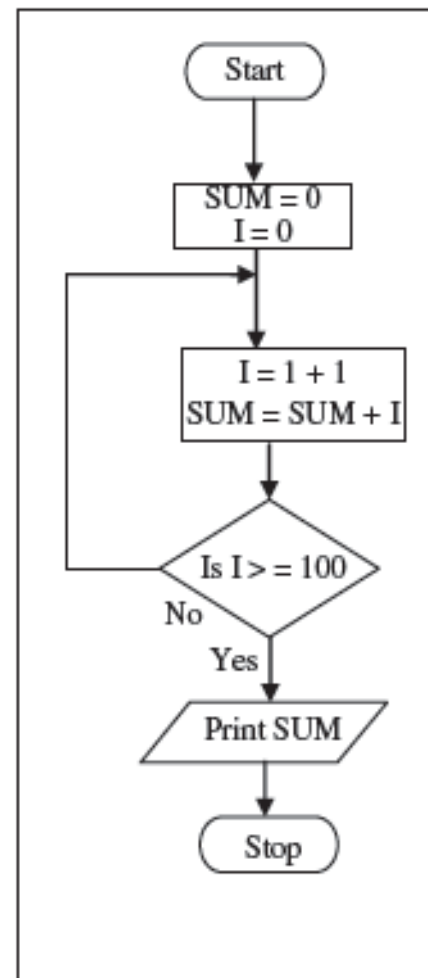 Start
SUM = 0
I = 0
I = 1 + 1
SUM = SUM + I
Is I > = 100
No
Yes
Print SUM
Stop